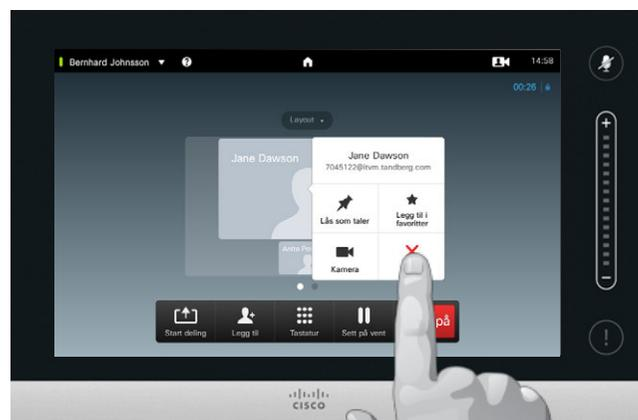 Bernhard Johnsson
?
14:58
00:26
Layout
Jane Dawson
Jane Dawson
7045122@ltvm.tandberg.com
Lås som taler
Legg til i
favoritter
Kamera
Start deling
Legg til
Tastatur
Sett på vent
på
+
−
!
CISCO